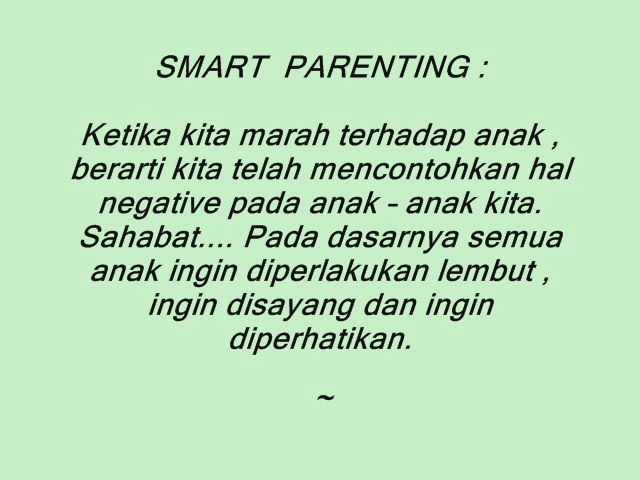 SMART  PARENTING :
Ketika kita marah terhadap anak ,
berarti kita telah mencontohkan hal
negative pada anak – anak kita.
Sahabat.... Pada dasarnya semua
anak ingin diperlakukan lembut ,
ingin disayang dan ingin
diperhatikan.
~